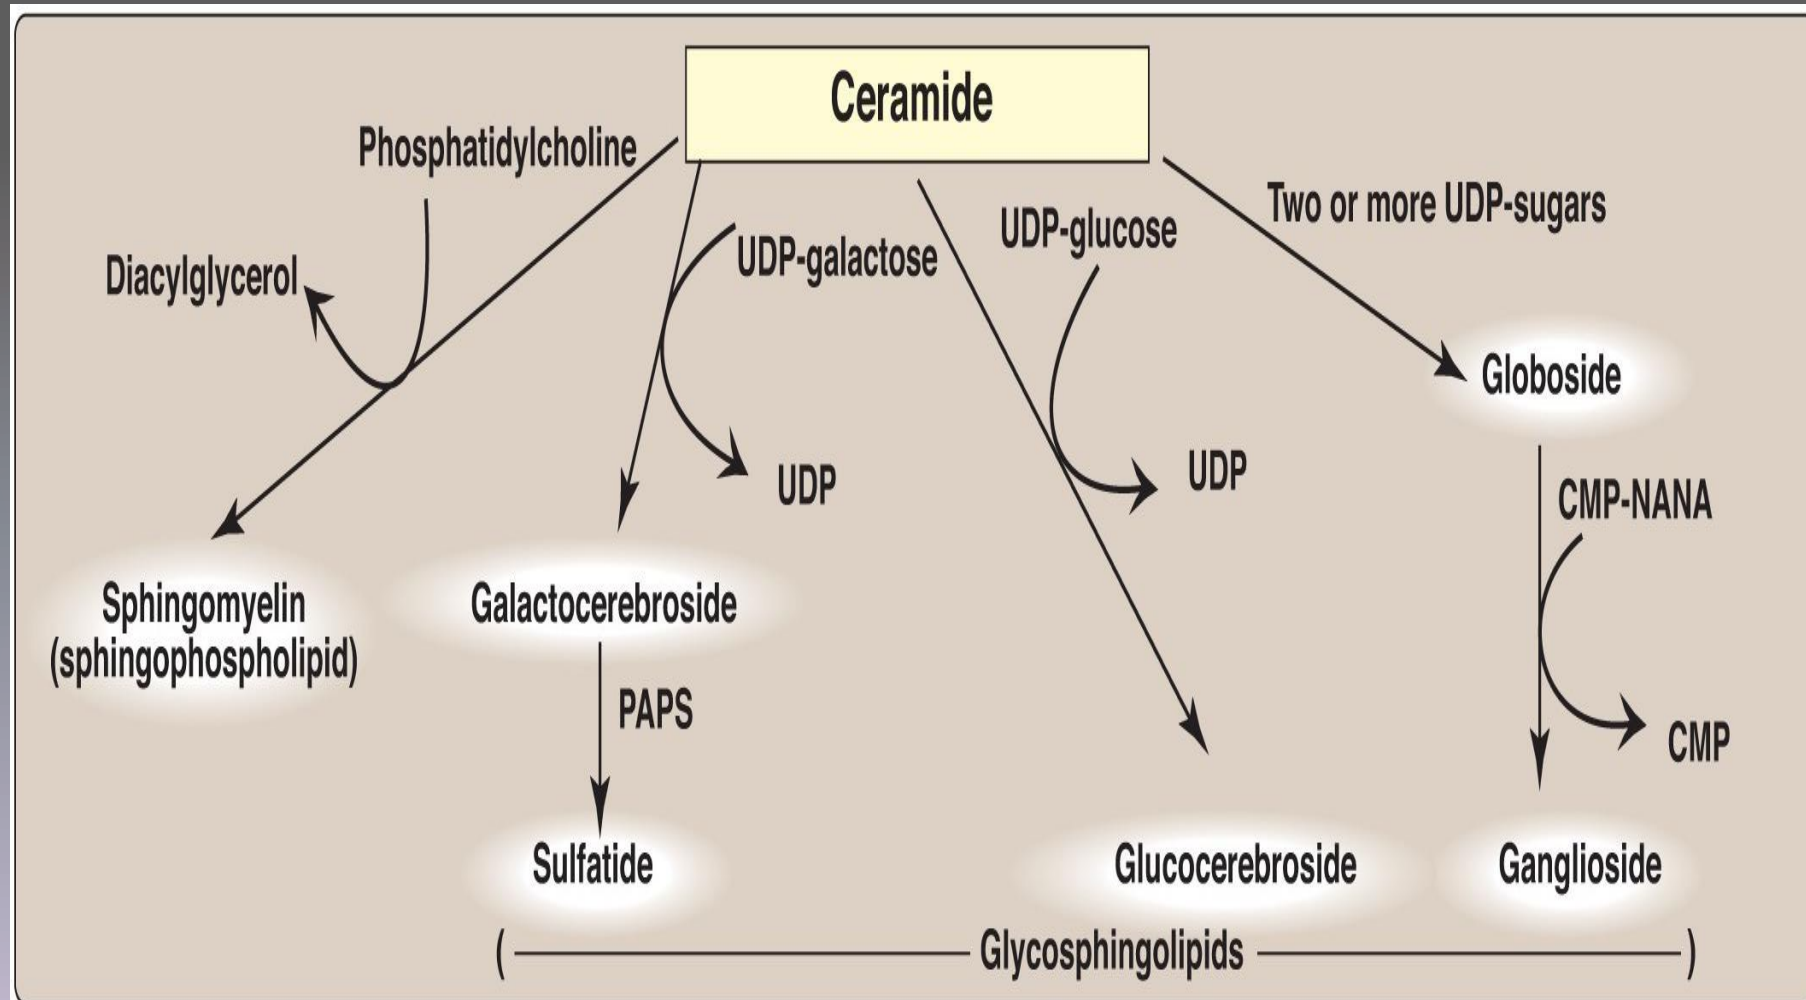 Ceramide
Phosphatidylcholine
Two or more UDP-sugars
UDP-glucose
UDP-galactose
Diacylglycerol
Globoside
UDP
UDP
CMP-NANA
Sphingomyelin
(sphingophospholipid)
Galactocerebroside
PAPS
CMP
Sulfatide
Glucocerebroside
Ganglioside
( Glycosphingolipids )